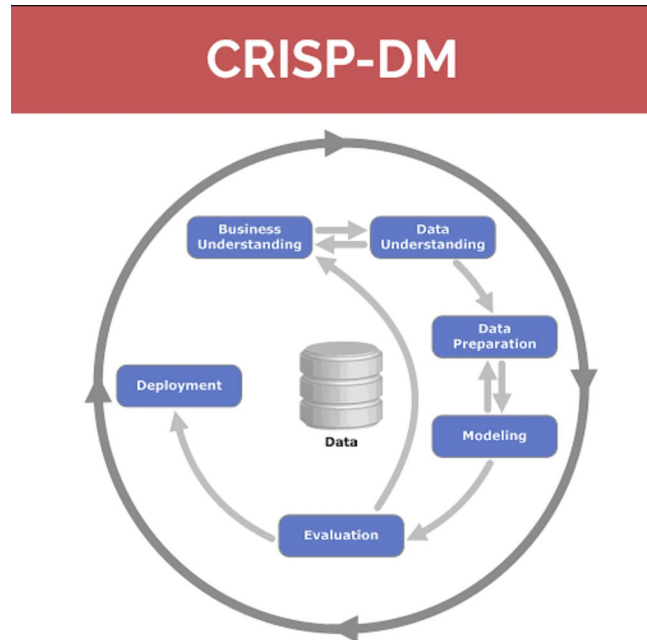 CRISP-DM
Business
Understanding
Data
Understanding
Data
Preparation
Modeling
Evaluation
Deployment
Data